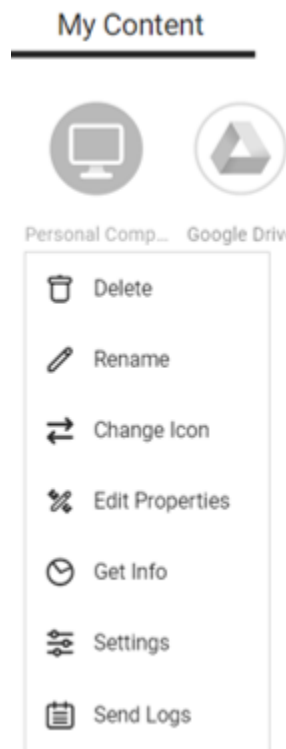 My Content
Personal Comp... Google Driv
Delete
Rename
Change Icon
Edit Properties
Get Info
Settings
Send Logs